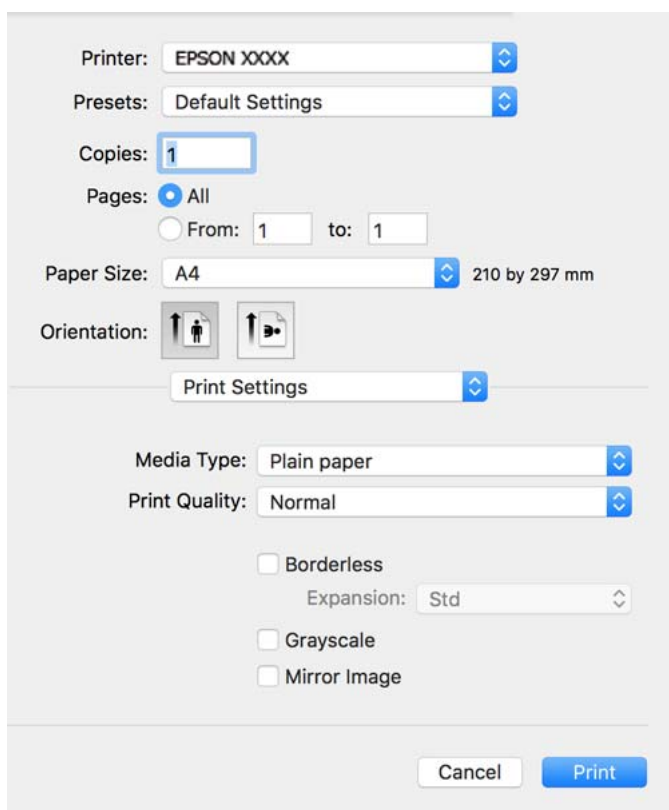 Printer: EPSON XXXX
Presets: Default Settings
Copies: 1
Pages: All
From: 1 to: 1
Paper Size: A4 210 by 297 mm
Orientation:
Print Settings
Media Type: Plain paper
Print Quality: Normal
Borderless
Expansion: Std
Grayscale
Mirror Image
Cancel Print